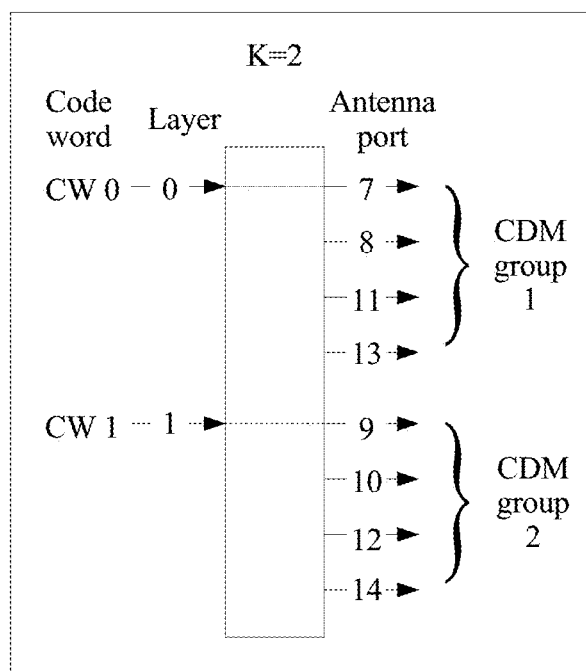 K=2
Code word
Layer
Antenna port
CW 0 0 7
8
11
13
CDM group 1
CW 1 1 9
10
12
14
CDM group 2